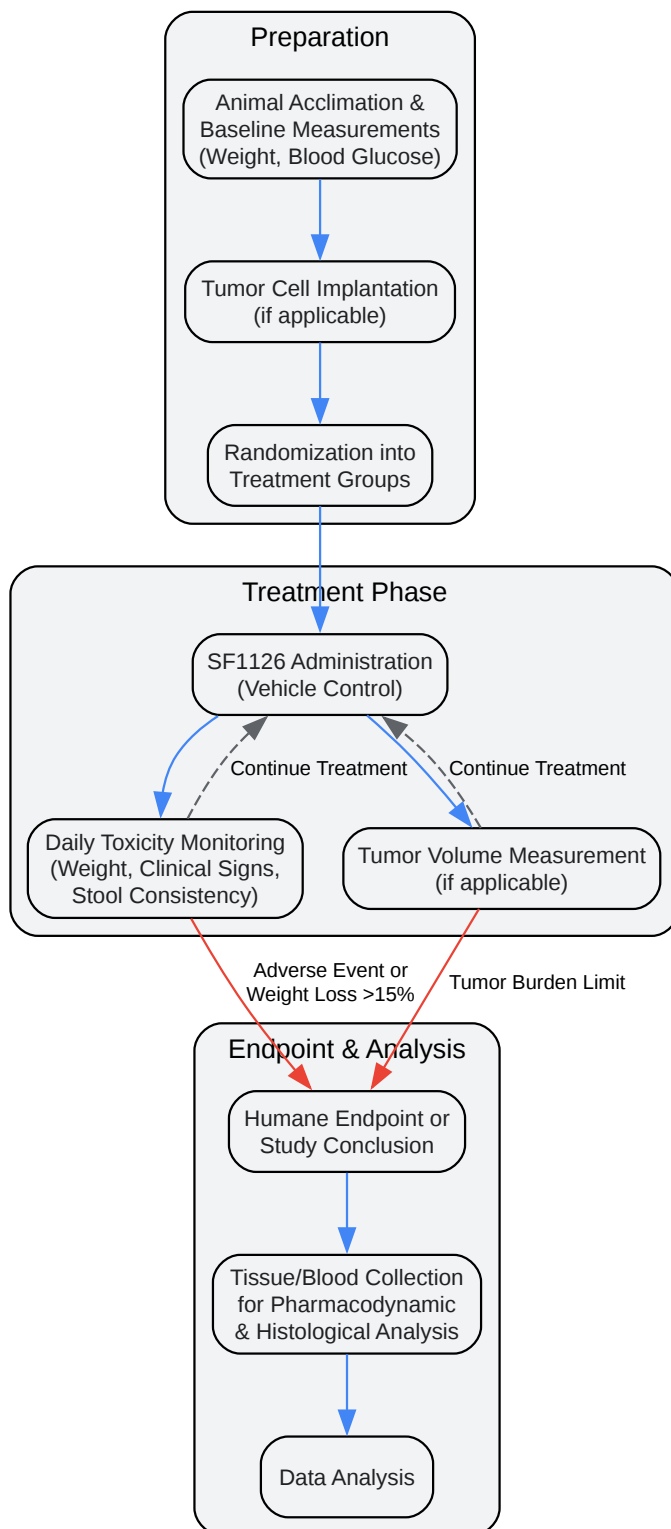 Preparation
Animal Acclimation &
Baseline Measurements
(Weight, Blood Glucose)
Tumor Cell Implantation
(if applicable)
Randomization into
Treatment Groups
Treatment Phase
SF1126 Administration
(Vehicle Control)
Continue Treatment
Continue Treatment
Daily Toxicity Monitoring
(Weight, Clinical Signs,
Stool Consistency)
Tumor Volume Measurement
(if applicable)
Adverse Event or
Weight Loss >15%
Tumor Burden Limit
Endpoint & Analysis
Humane Endpoint or
Study Conclusion
Tissue/Blood Collection
for Pharmacodynamic
& Histological Analysis
Data Analysis